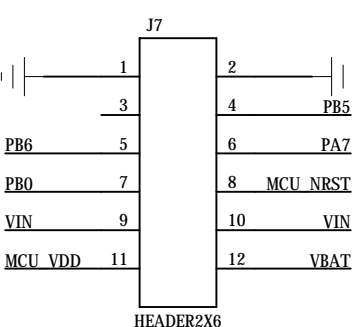 J7
1 2
3 4 PB5
PB6 5 6 PA7
PB0 7 8 MCU_NRST
VIN 9 10 VIN
MCU_VDD 11 12 VBAT
HEADER2X6